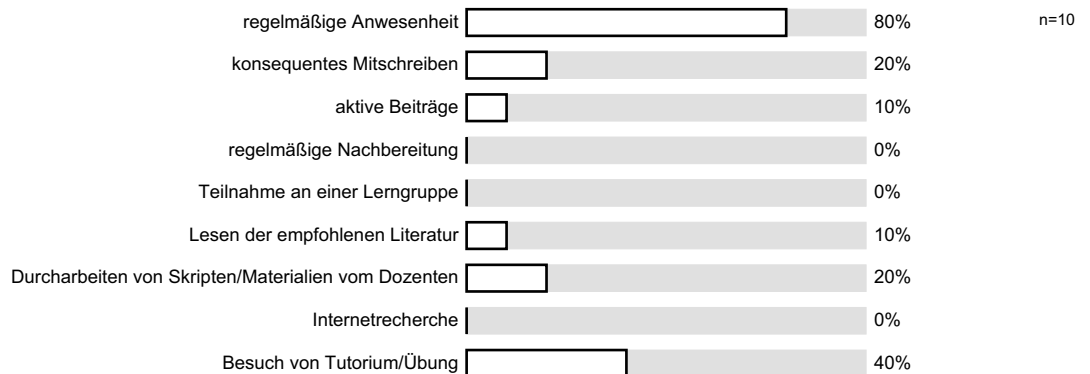 regelmäßige Anwesenheit 80% n=10
konsequentes Mitschreiben 20%
aktive Beiträge 10%
regelmäßige Nachbereitung 0%
Teilnahme an einer Lerngruppe 0%
Lesen der empfohlenen Literatur 10%
Durcharbeiten von Skripten/Materialien vom Dozenten 20%
Internetrecherche 0%
Besuch von Tutorium/Übung 40%